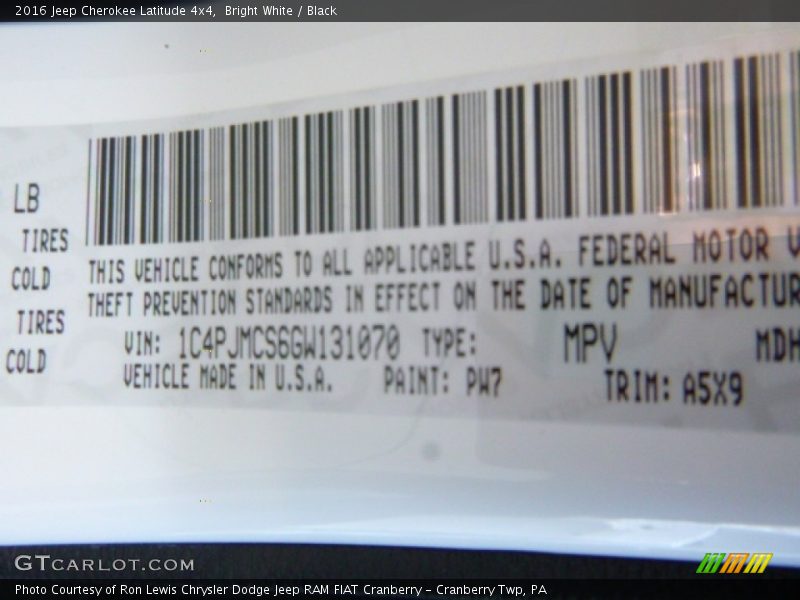 2016 Jeep Cherokee Latitude 4x4,  Bright White / Black
LB
TIRES
COLD
TIRES
COLD
THIS VEHICLE CONFORMS TO ALL APPLICABLE U.S.A. FEDERAL MOTOR V
THEFT PREVENTION STANDARDS IN EFFECT ON THE DATE OF MANUFACTUR
VIN: 1C4PJMCS6GW131070 TYPE: MPV MDH
VEHICLE MADE IN U.S.A. PAINT: PW7 TRIM: A5X9
GTCARLOT.COM
Photo Courtesy of Ron Lewis Chrysler Dodge Jeep RAM FIAT Cranberry – Cranberry Twp, PA